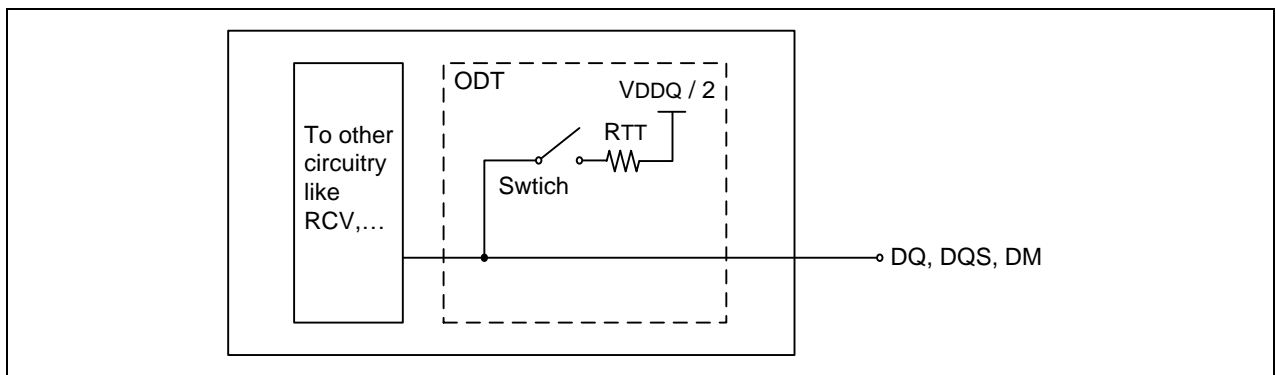 ODT
VDDQ / 2
RTT
Swtich
To other
circuitry
like
RCV,…
DQ, DQS, DM